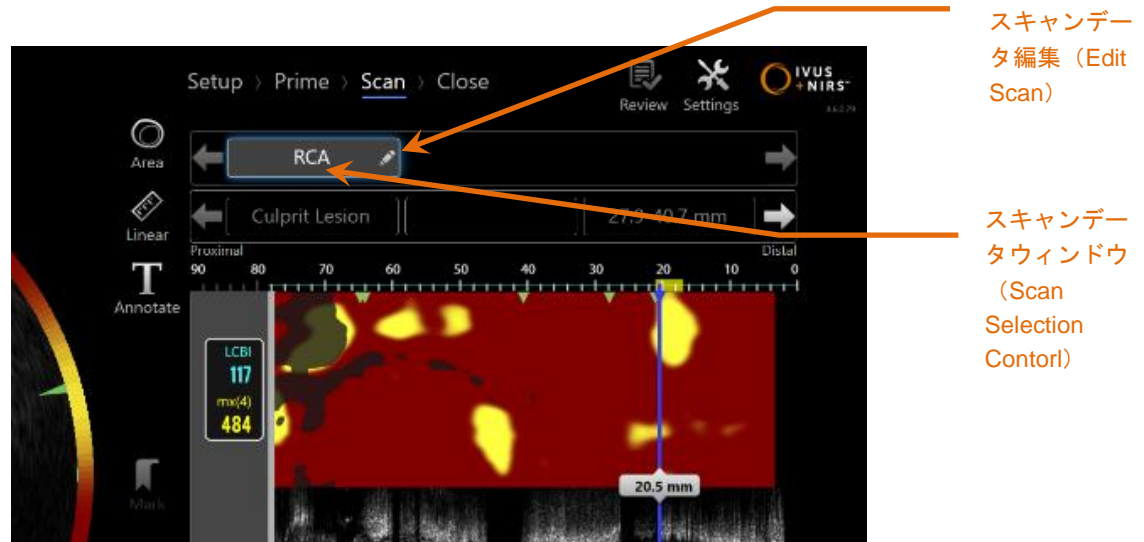 スキャンデー
タ編集（Edit
Scan）
Setup > Prime > Scan > Close
Review
Settings
IVUS
+NIRS™
Area
RCA
Linear
Culprit Lesion
27.9-40.7 mm
Proximal
Distal
90 80 70 60 50 40 30 20 10 0
Annotate
LCBI
117
mx(4)
484
20.5 mm
Mark
スキャンデー
タウィンドウ
（Scan
Selection
Contorl）